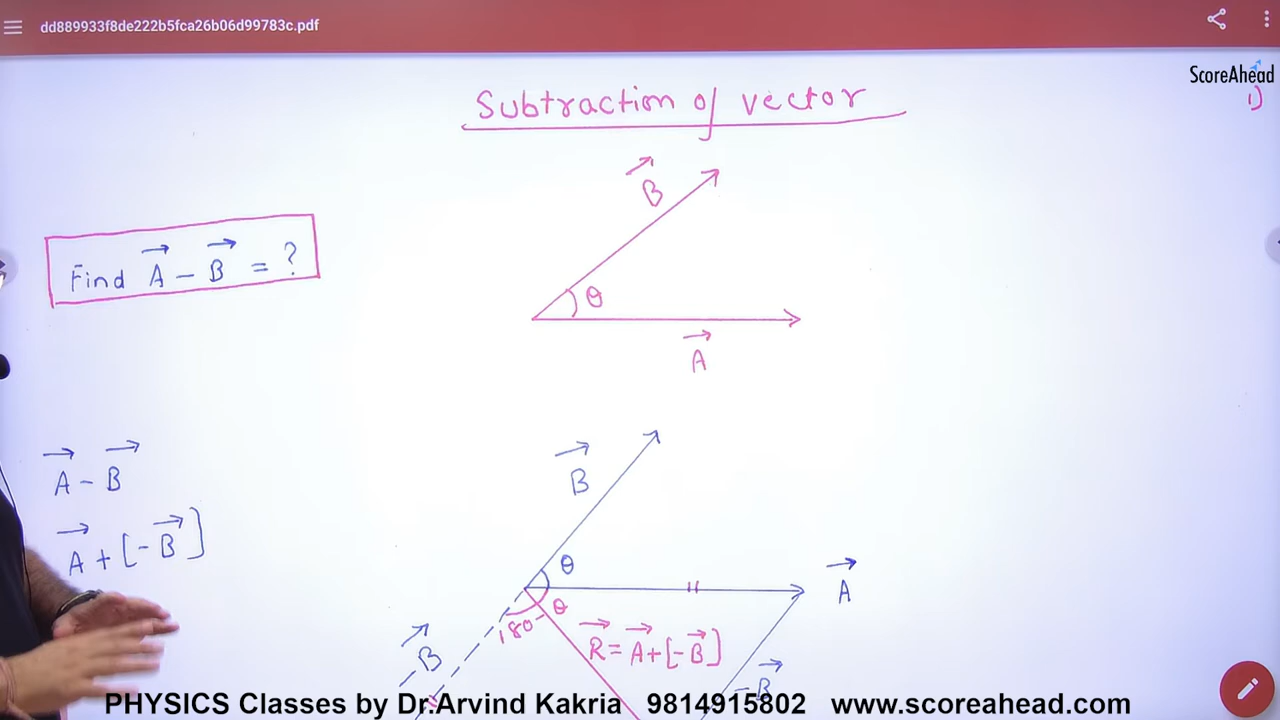 dd889933f8de222b5fca26b06d99783c.pdf
ScoreAhead
1)
Subtraction of vector
B
Find A - B = ?
θ
A
A - B
B
A + [-B]
θ
A
θ
180-
R = A + [-B]
-B
-B
PHYSICS Classes by Dr.Arvind Kakria 9814915802 www.scoreahead.com